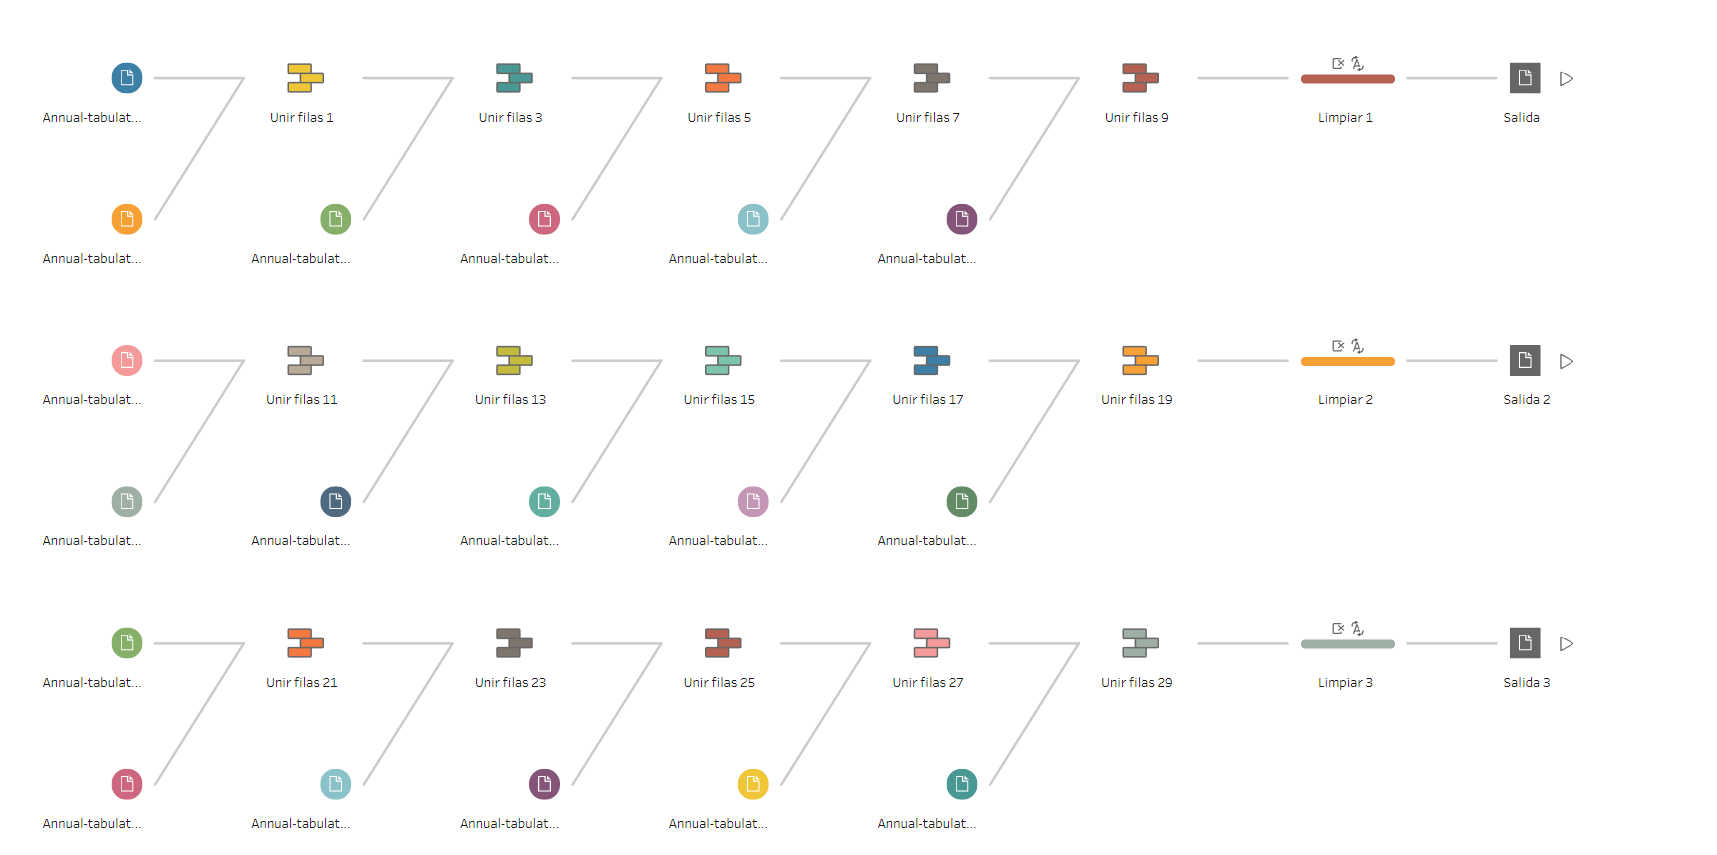 Annual-tabulat...
Unir filas 1
Unir filas 3
Unir filas 5
Unir filas 7
Unir filas 9
Limpiar 1
Salida
Annual-tabulat...
Annual-tabulat...
Annual-tabulat...
Annual-tabulat...
Annual-tabulat...
Annual-tabulat...
Unir filas 11
Unir filas 13
Unir filas 15
Unir filas 17
Unir filas 19
Limpiar 2
Salida 2
Annual-tabulat...
Annual-tabulat...
Annual-tabulat...
Annual-tabulat...
Annual-tabulat...
Annual-tabulat...
Unir filas 21
Unir filas 23
Unir filas 25
Unir filas 27
Unir filas 29
Limpiar 3
Salida 3
Annual-tabulat...
Annual-tabulat...
Annual-tabulat...
Annual-tabulat...
Annual-tabulat...